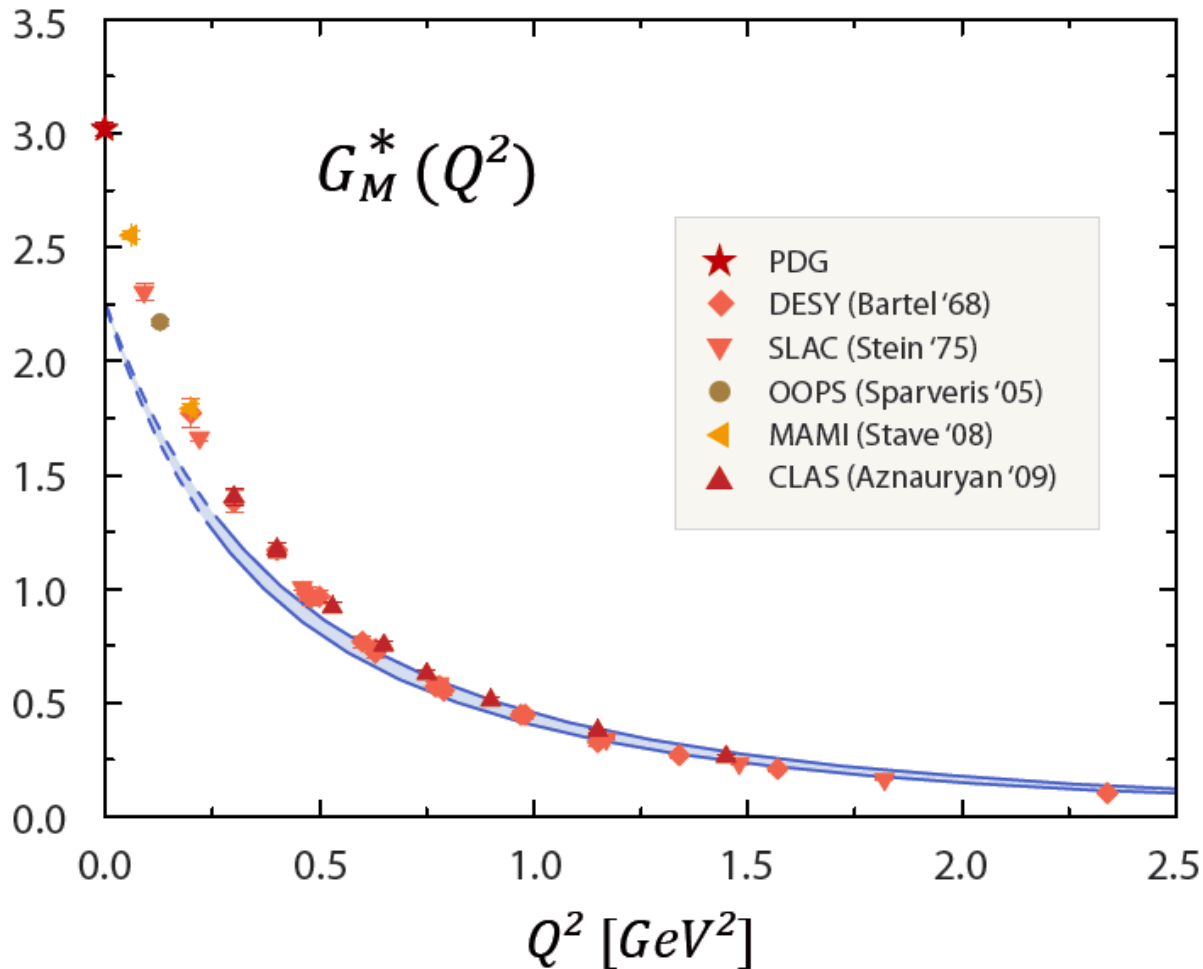 3.5
3.0
2.5
2.0
1.5
1.0
0.5
0.0
G*M (Q²)
PDG
DESY (Bartel ‘68)
SLAC (Stein ‘75)
OOPS (Sparveris ‘05)
MAMI (Stave ‘08)
CLAS (Aznauryan ‘09)
0.0 0.5 1.0 1.5 2.0 2.5
Q² [GeV²]